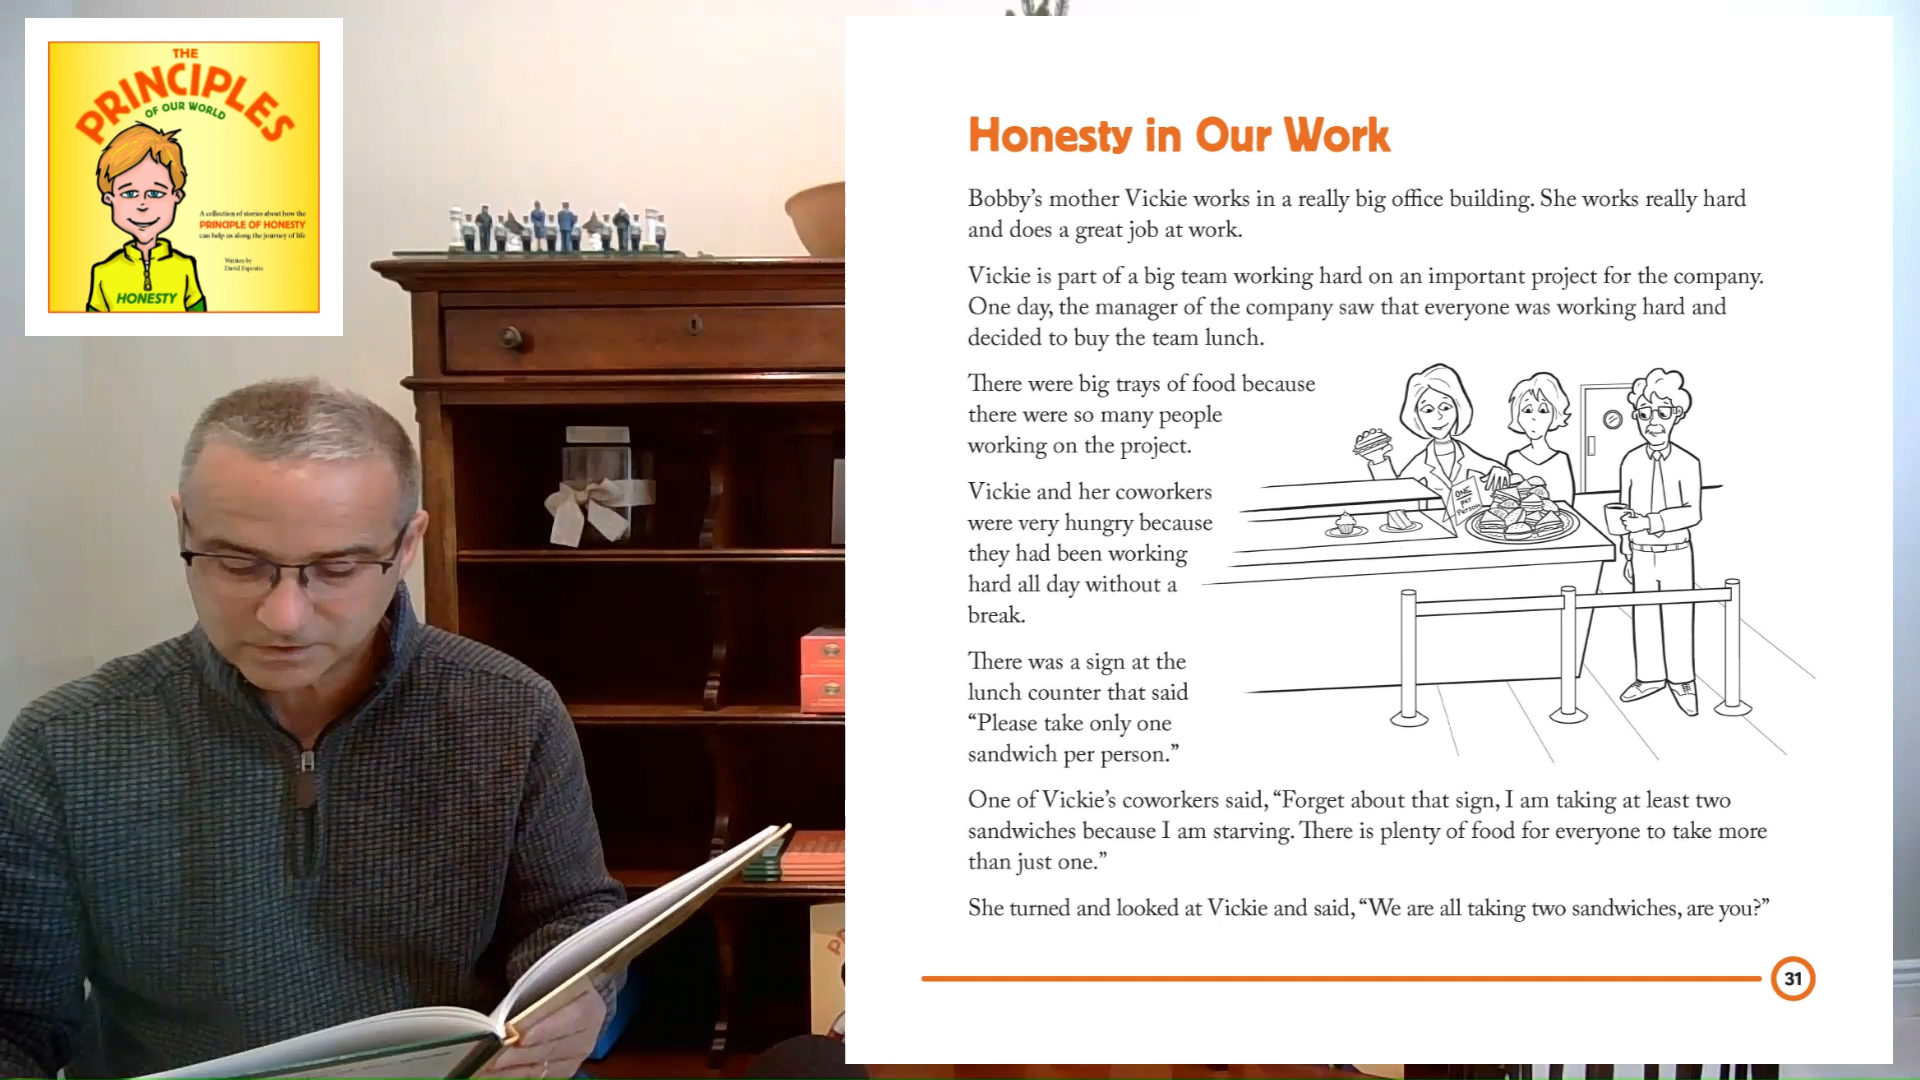 THE
PRINCIPLES
OF OUR WORLD
A collection of stories about how the
PRINCIPLE OF HONESTY
can help us along the journey of life
Written by
David Esposito
HONESTY
Honesty in Our Work
Bobby’s mother Vickie works in a really big office building. She works really hard
and does a great job at work.
Vickie is part of a big team working hard on an important project for the company.
One day, the manager of the company saw that everyone was working hard and
decided to buy the team lunch.
There were big trays of food because
there were so many people
working on the project.
Vickie and her coworkers
were very hungry because
they had been working
hard all day without a
break.
There was a sign at the
lunch counter that said
“Please take only one
sandwich per person.”
ONE
per
Person
One of Vickie’s coworkers said, “Forget about that sign, I am taking at least two
sandwiches because I am starving. There is plenty of food for everyone to take more
than just one.”
She turned and looked at Vickie and said, “We are all taking two sandwiches, are you?”
31